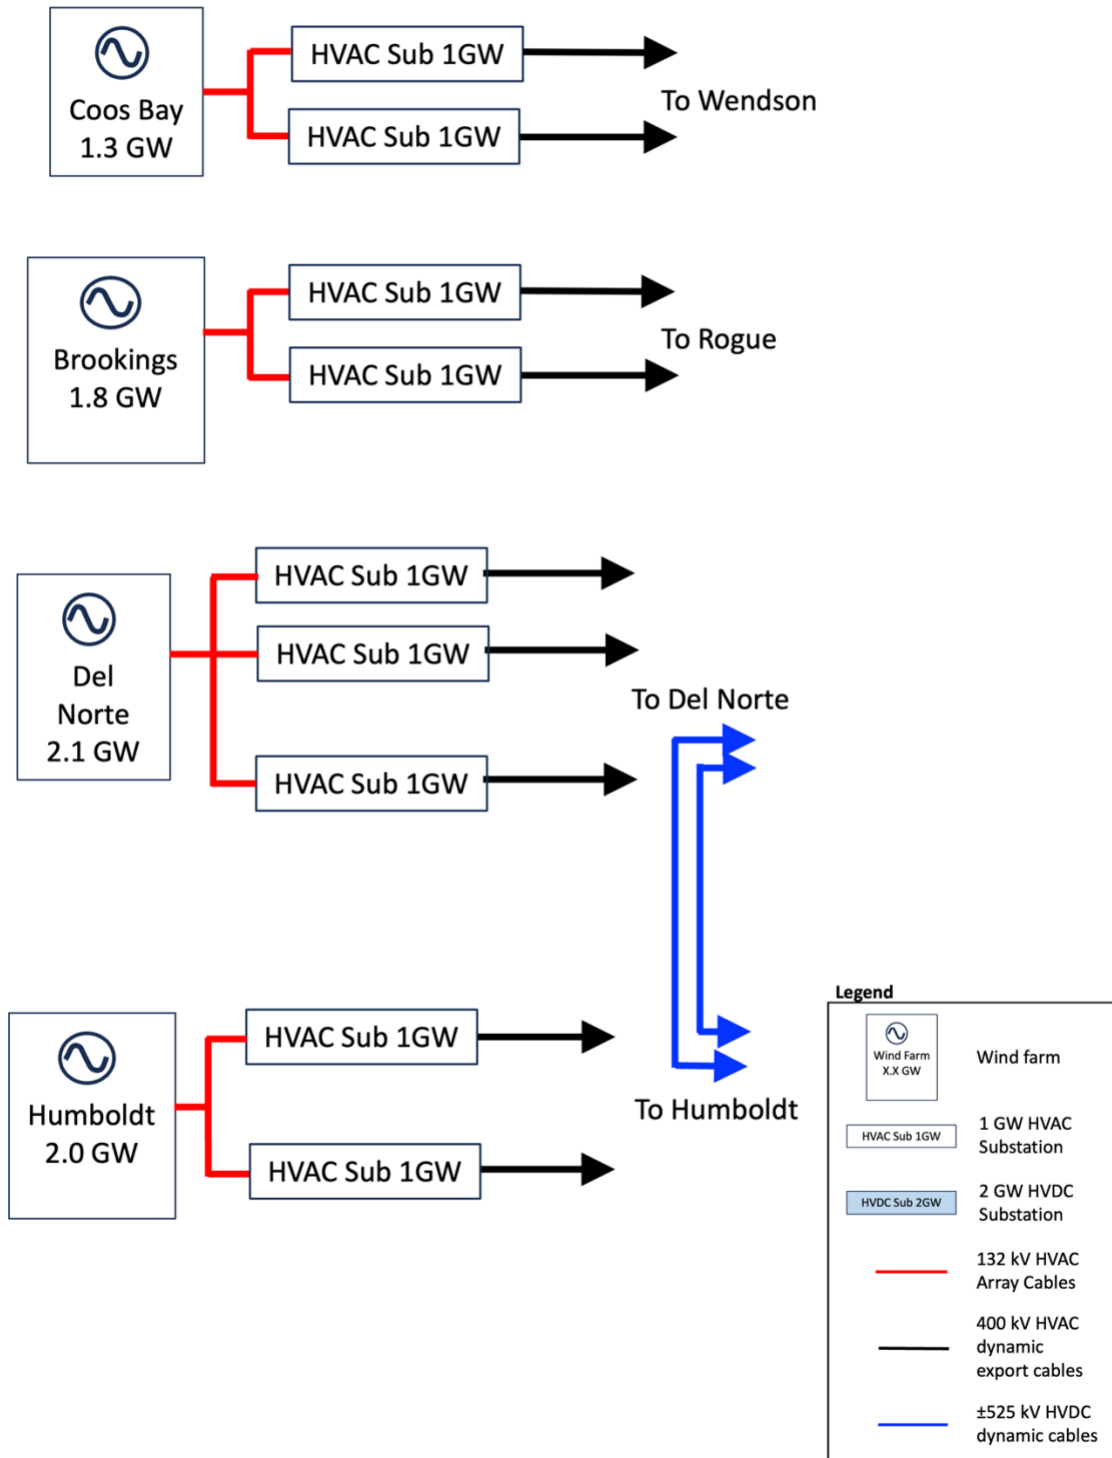 Coos Bay
1.3 GW
HVAC Sub 1GW
HVAC Sub 1GW
To Wendson
Brookings
1.8 GW
HVAC Sub 1GW
HVAC Sub 1GW
To Rogue
Del
Norte
2.1 GW
HVAC Sub 1GW
HVAC Sub 1GW
HVAC Sub 1GW
To Del Norte
Humboldt
2.0 GW
HVAC Sub 1GW
HVAC Sub 1GW
To Humboldt
Legend
Wind Farm
X.X GW
Wind farm
HVAC Sub 1GW
1 GW HVAC
Substation
HVDC Sub 2GW
2 GW HVDC
Substation
132 kV HVAC
Array Cables
400 kV HVAC
dynamic
export cables
±525 kV HVDC
dynamic cables